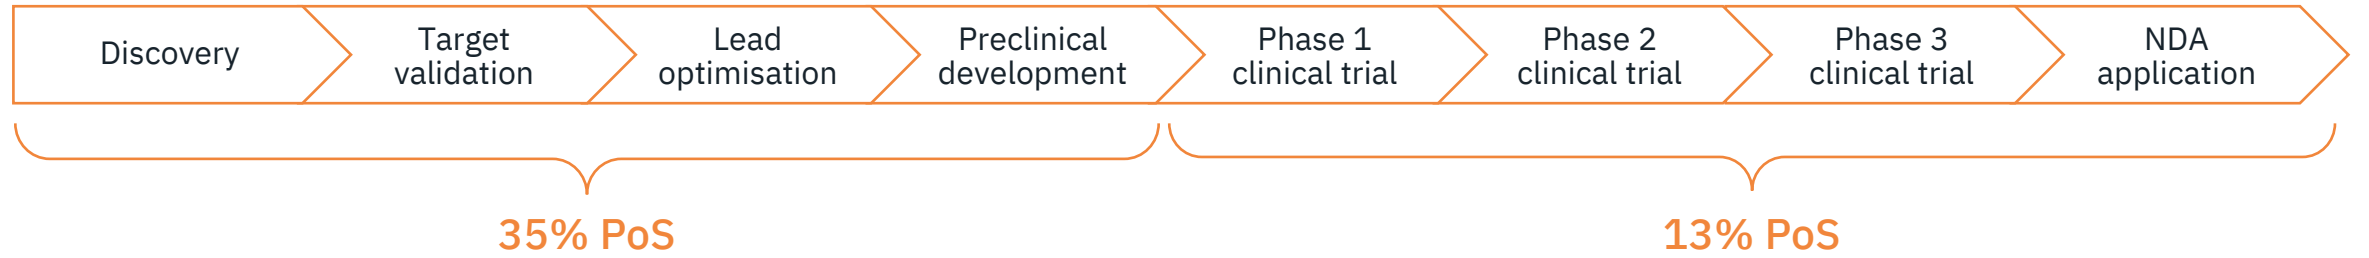 Discovery
Target
validation
Lead
optimisation
Preclinical
development
Phase 1
clinical trial
Phase 2
clinical trial
Phase 3
clinical trial
NDA
application
35% PoS
13% PoS